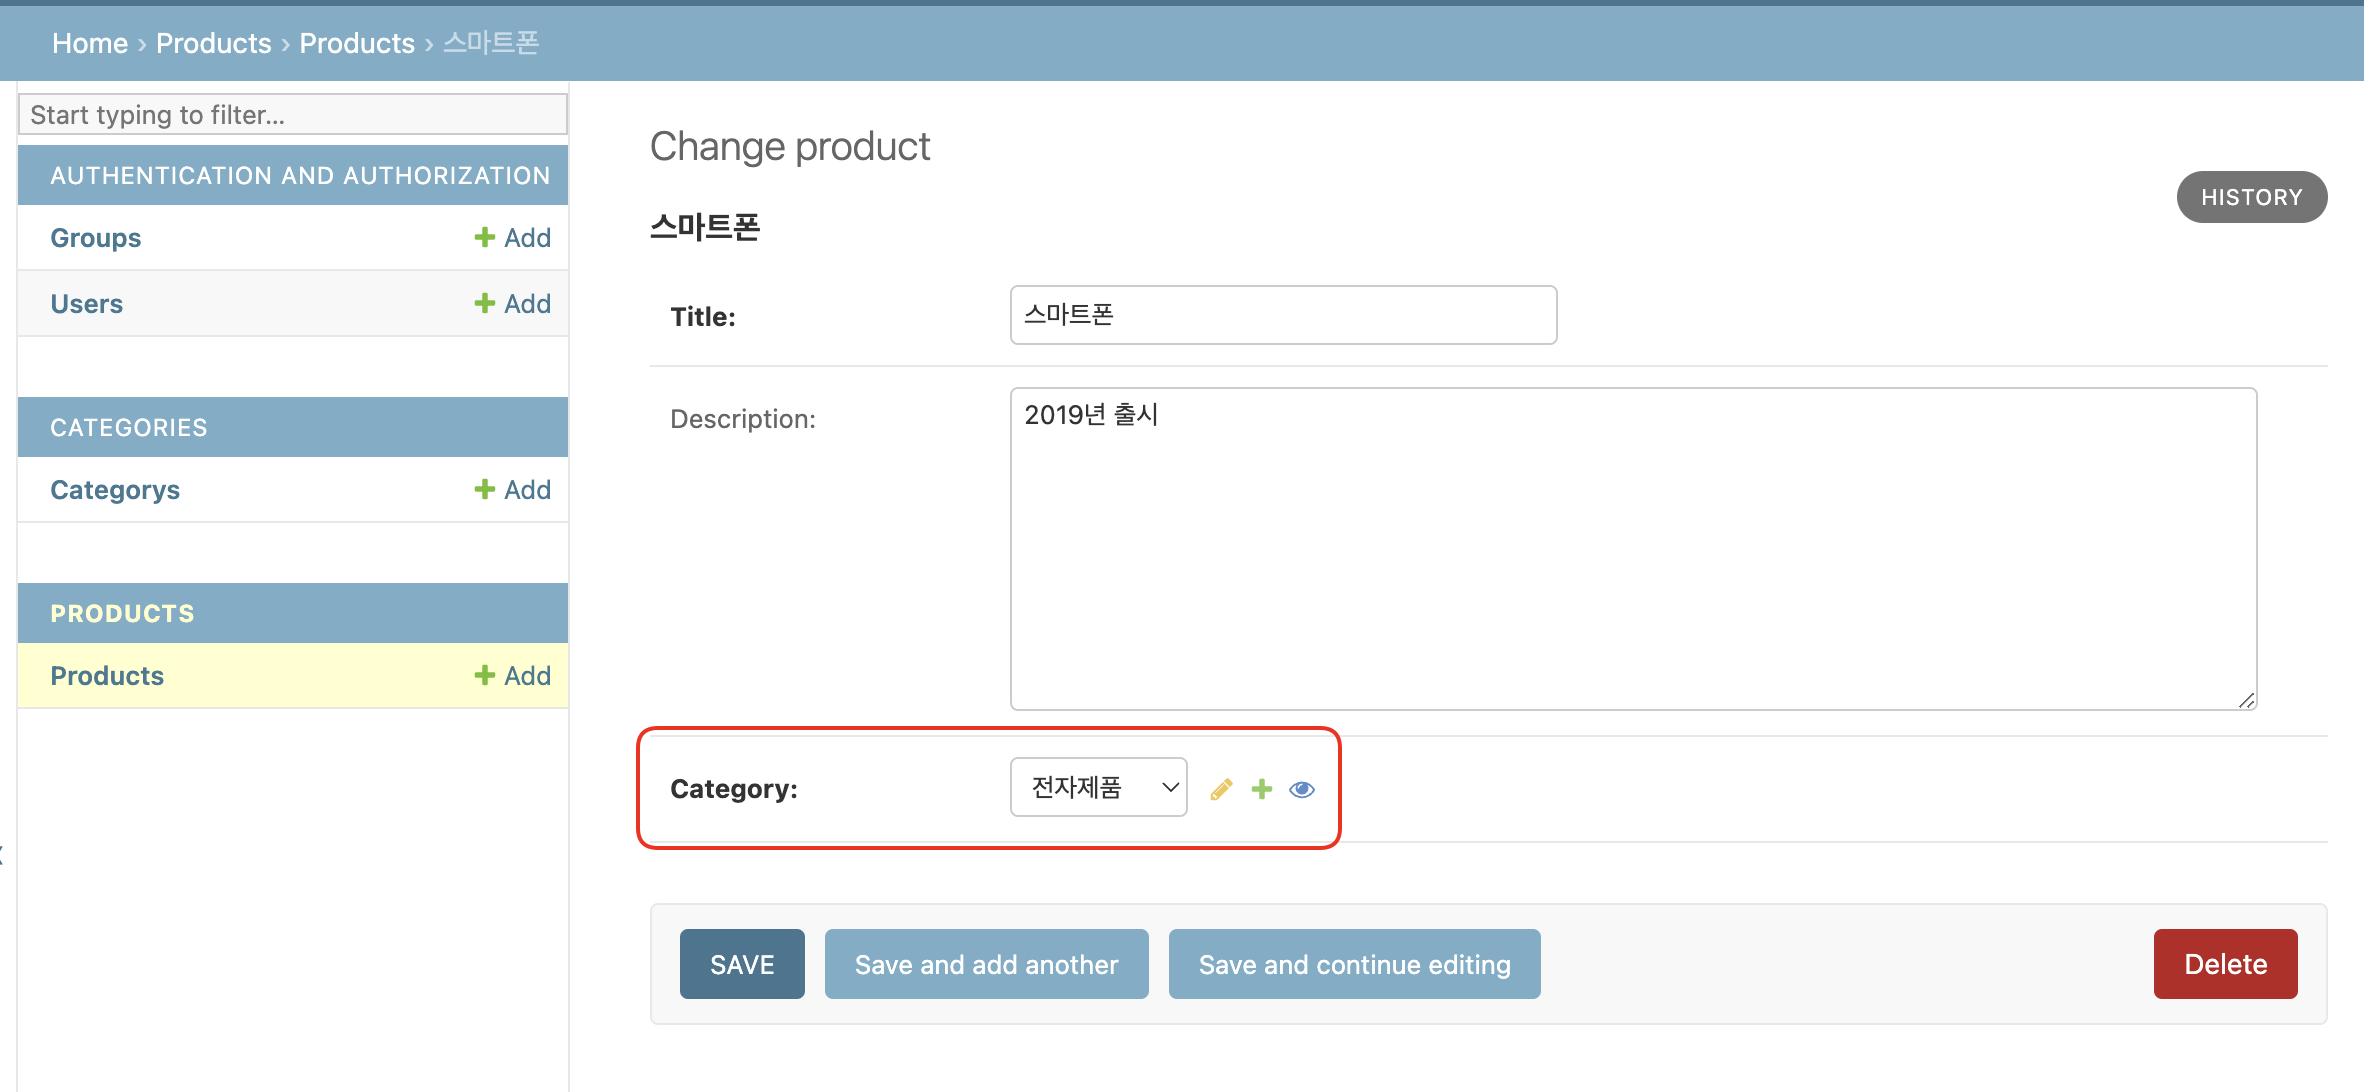 Home › Products › Products › 스마트폰
Start typing to filter...
AUTHENTICATION AND AUTHORIZATION
Groups + Add
Users + Add
CATEGORIES
Categorys + Add
PRODUCTS
Products + Add
Change product
HISTORY
스마트폰
Title: 스마트폰
Description: 2019년 출시
Category: 전자제품
SAVE Save and add another Save and continue editing Delete